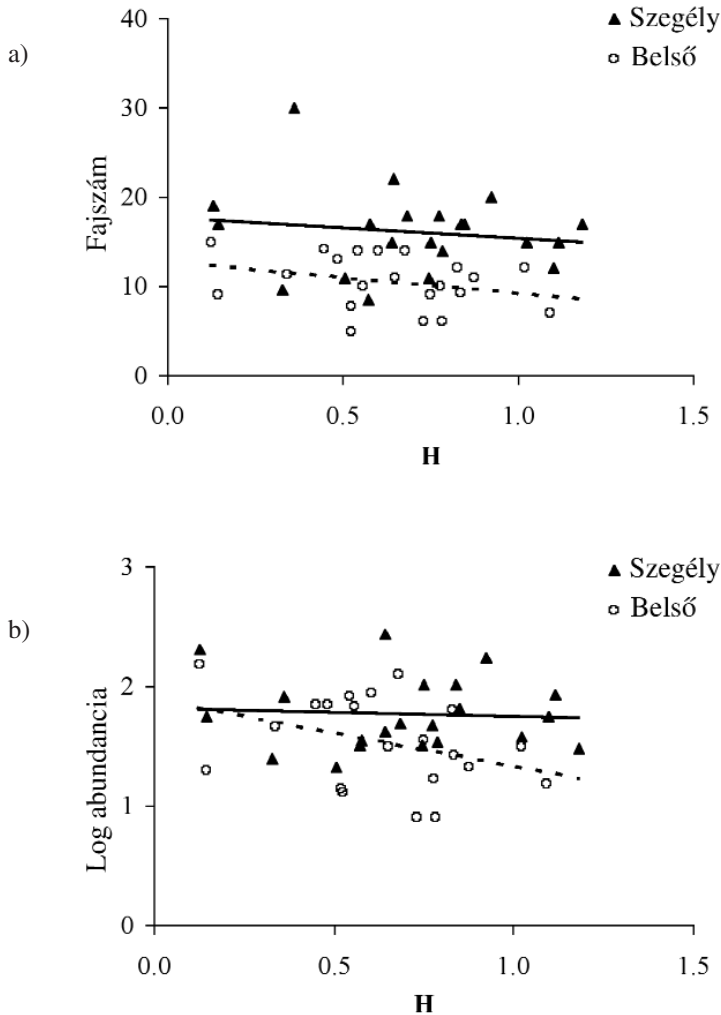 a)
40
30
20
10
0
Fajszám
▲ Szegély
○ Belső
0.0 0.5 1.0 1.5
H
b)
3
2
1
0
Log abundancia
▲ Szegély
○ Belső
0.0 0.5 1.0 1.5
H